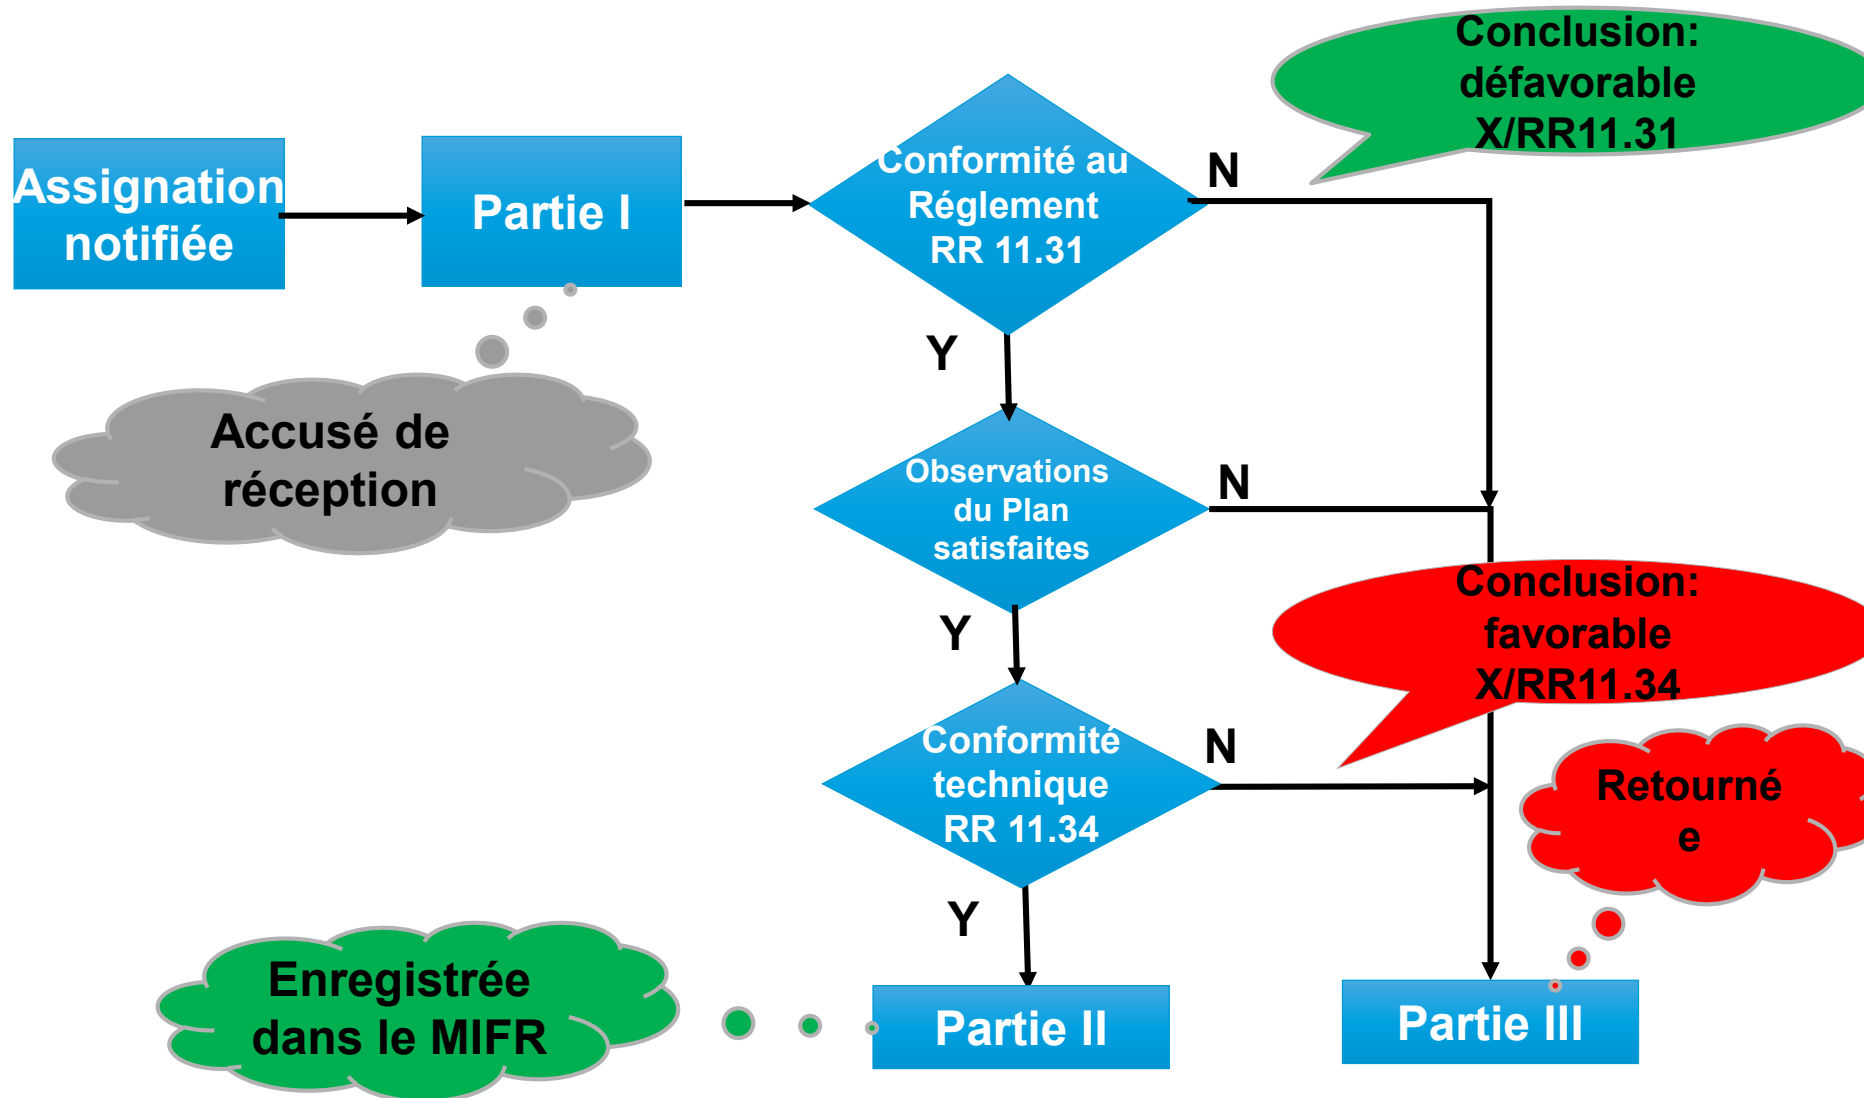 Assignation
notifiée
Partie I
Accusé de
réception
Conformité au
Réglement
RR 11.31
N
Conclusion:
défavorable
X/RR11.31
Y
Observations
du Plan
satisfaites
N
Y
Conclusion:
favorable
X/RR11.34
Conformité
technique
RR 11.34
N
Retourné
e
Y
Enregistrée
dans le MIFR
Partie II
Partie III